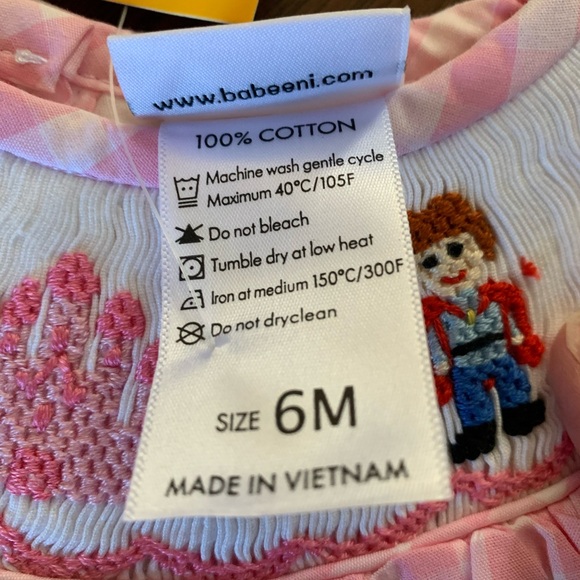 www.babeeni.com
100% COTTON
Machine wash gentle cycle
Maximum 40°C/105F
Do not bleach
Tumble dry at low heat
Iron at medium 150°C/300F
Do not dryclean
SIZE 6M
MADE IN VIETNAM